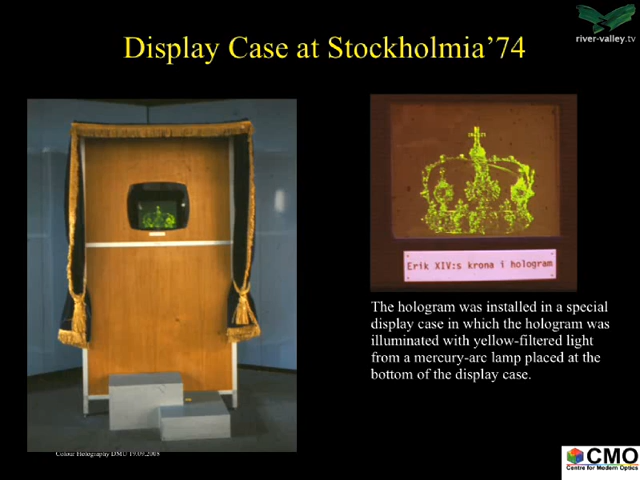 river-valley.tv
Display Case at Stockholmia’74
Erik XIV:s krona i hologram
The hologram was installed in a special
display case in which the hologram was
illuminated with yellow-filtered light
from a mercury-arc lamp placed at the
bottom of the display case.
Colour Holography DMU 19.09.2008
CMO
Centre for Modern Optics